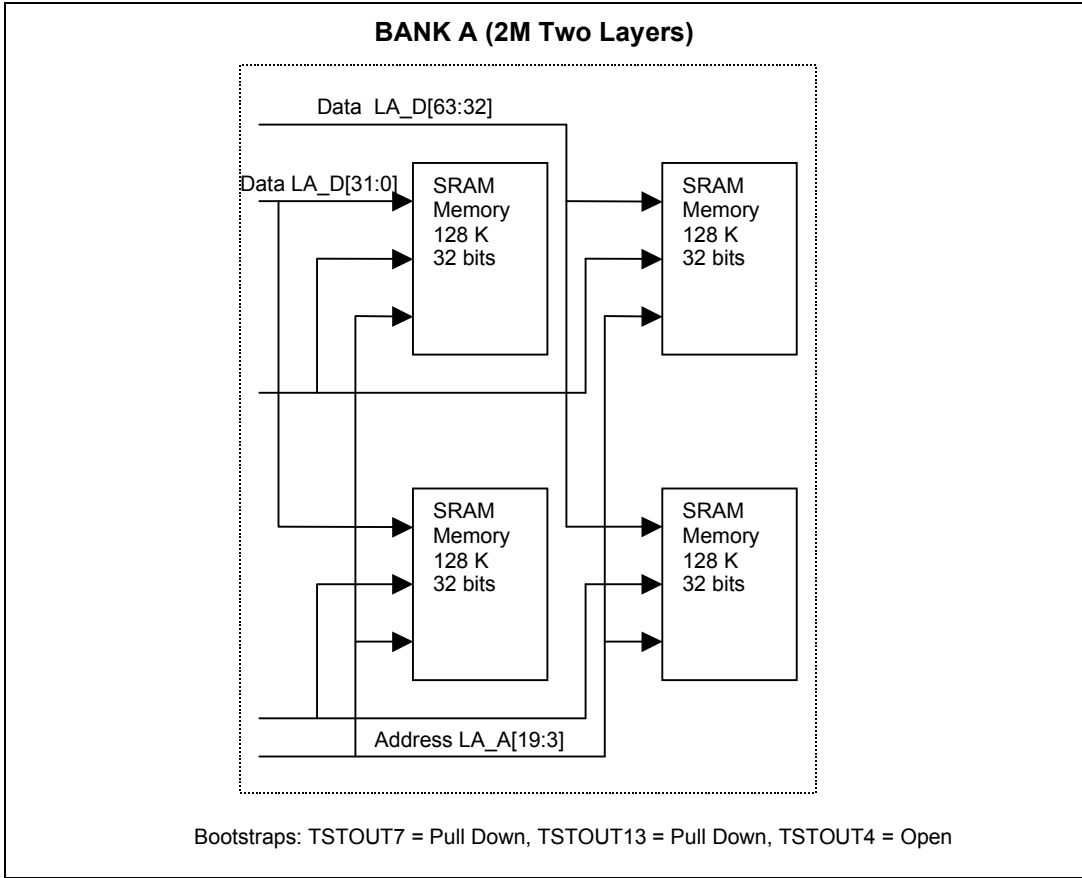 BANK A (2M Two Layers)
Data LA_D[63:32]
Data LA_D[31:0]
SRAM
Memory
128 K
32 bits
SRAM
Memory
128 K
32 bits
SRAM
Memory
128 K
32 bits
SRAM
Memory
128 K
32 bits
Address LA_A[19:3]
Bootstraps: TSTOUT7 = Pull Down, TSTOUT13 = Pull Down, TSTOUT4 = Open